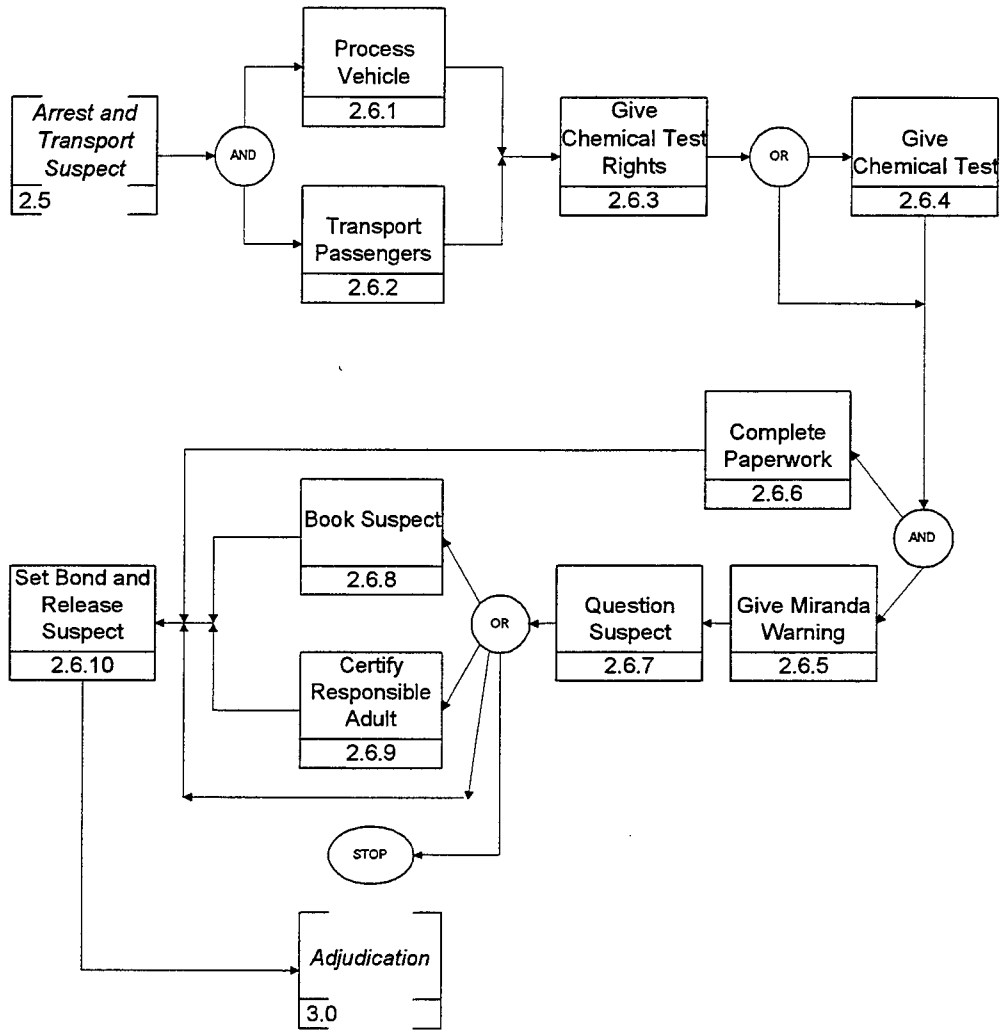 Process
Vehicle
2.6.1
Arrest and
Transport
Suspect
2.5
AND
Transport
Passengers
2.6.2
Give
Chemical Test
Rights
2.6.3
OR
Give
Chemical Test
2.6.4
Complete
Paperwork
2.6.6
AND
Give Miranda
Warning
2.6.5
Question
Suspect
2.6.7
OR
Book Suspect
2.6.8
Certify
Responsible
Adult
2.6.9
Set Bond and
Release
Suspect
2.6.10
STOP
Adjudication
3.0